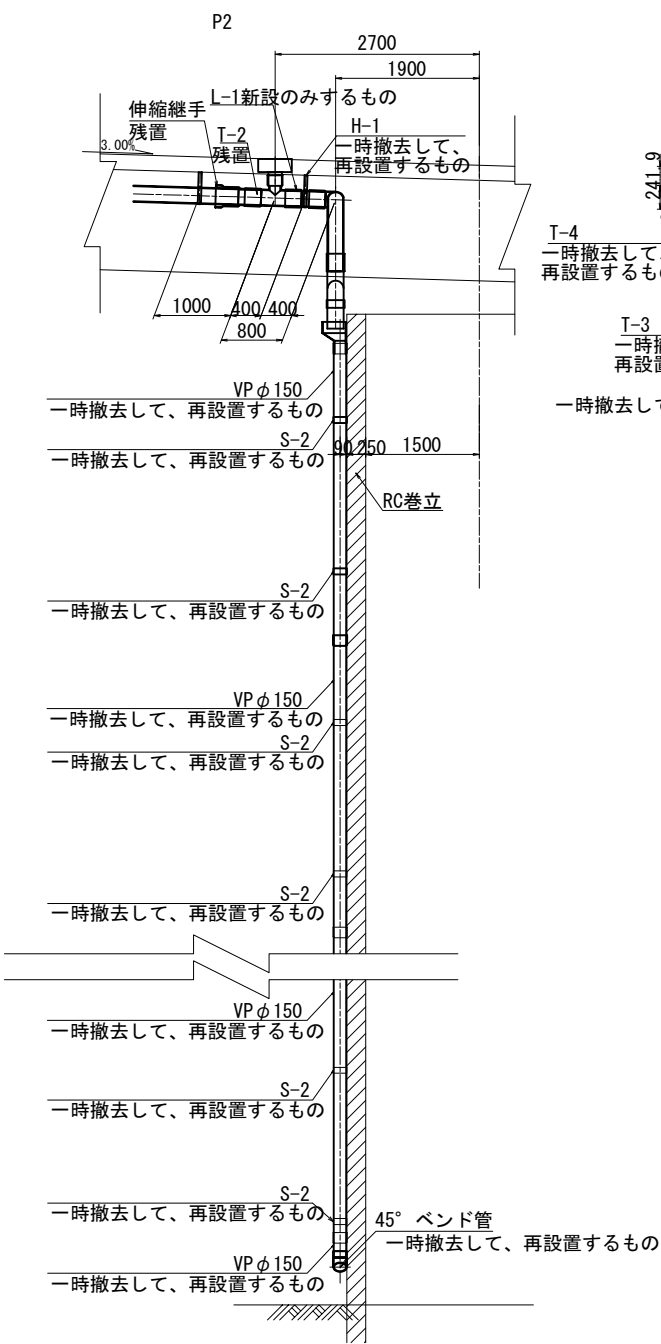 P2
2700
1900
L-1新設のみするもの
伸縮継手
残置
T-2
残置
H-1
一時撤去して、
再設置するもの
3.00%
241.9
T-4
一時撤去して、
再設置するもの
1000
400
400
800
T-3
一時撤
再設置
VPφ150
一時撤去して、再設置するもの
一時撤去して
S-2
一時撤去して、再設置するもの
90
250
1500
RC巻立
S-2
一時撤去して、再設置するもの
VPφ150
一時撤去して、再設置するもの
S-2
一時撤去して、再設置するもの
S-2
一時撤去して、再設置するもの
VPφ150
一時撤去して、再設置するもの
S-2
一時撤去して、再設置するもの
S-2
一時撤去して、再設置するもの
45° ベンド管
一時撤去して、再設置するもの
VPφ150
一時撤去して、再設置するもの